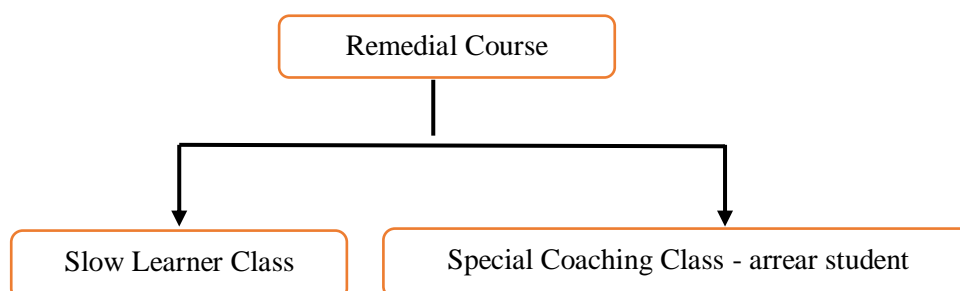 Remedial Course
Slow Learner Class
Special Coaching Class - arrear student